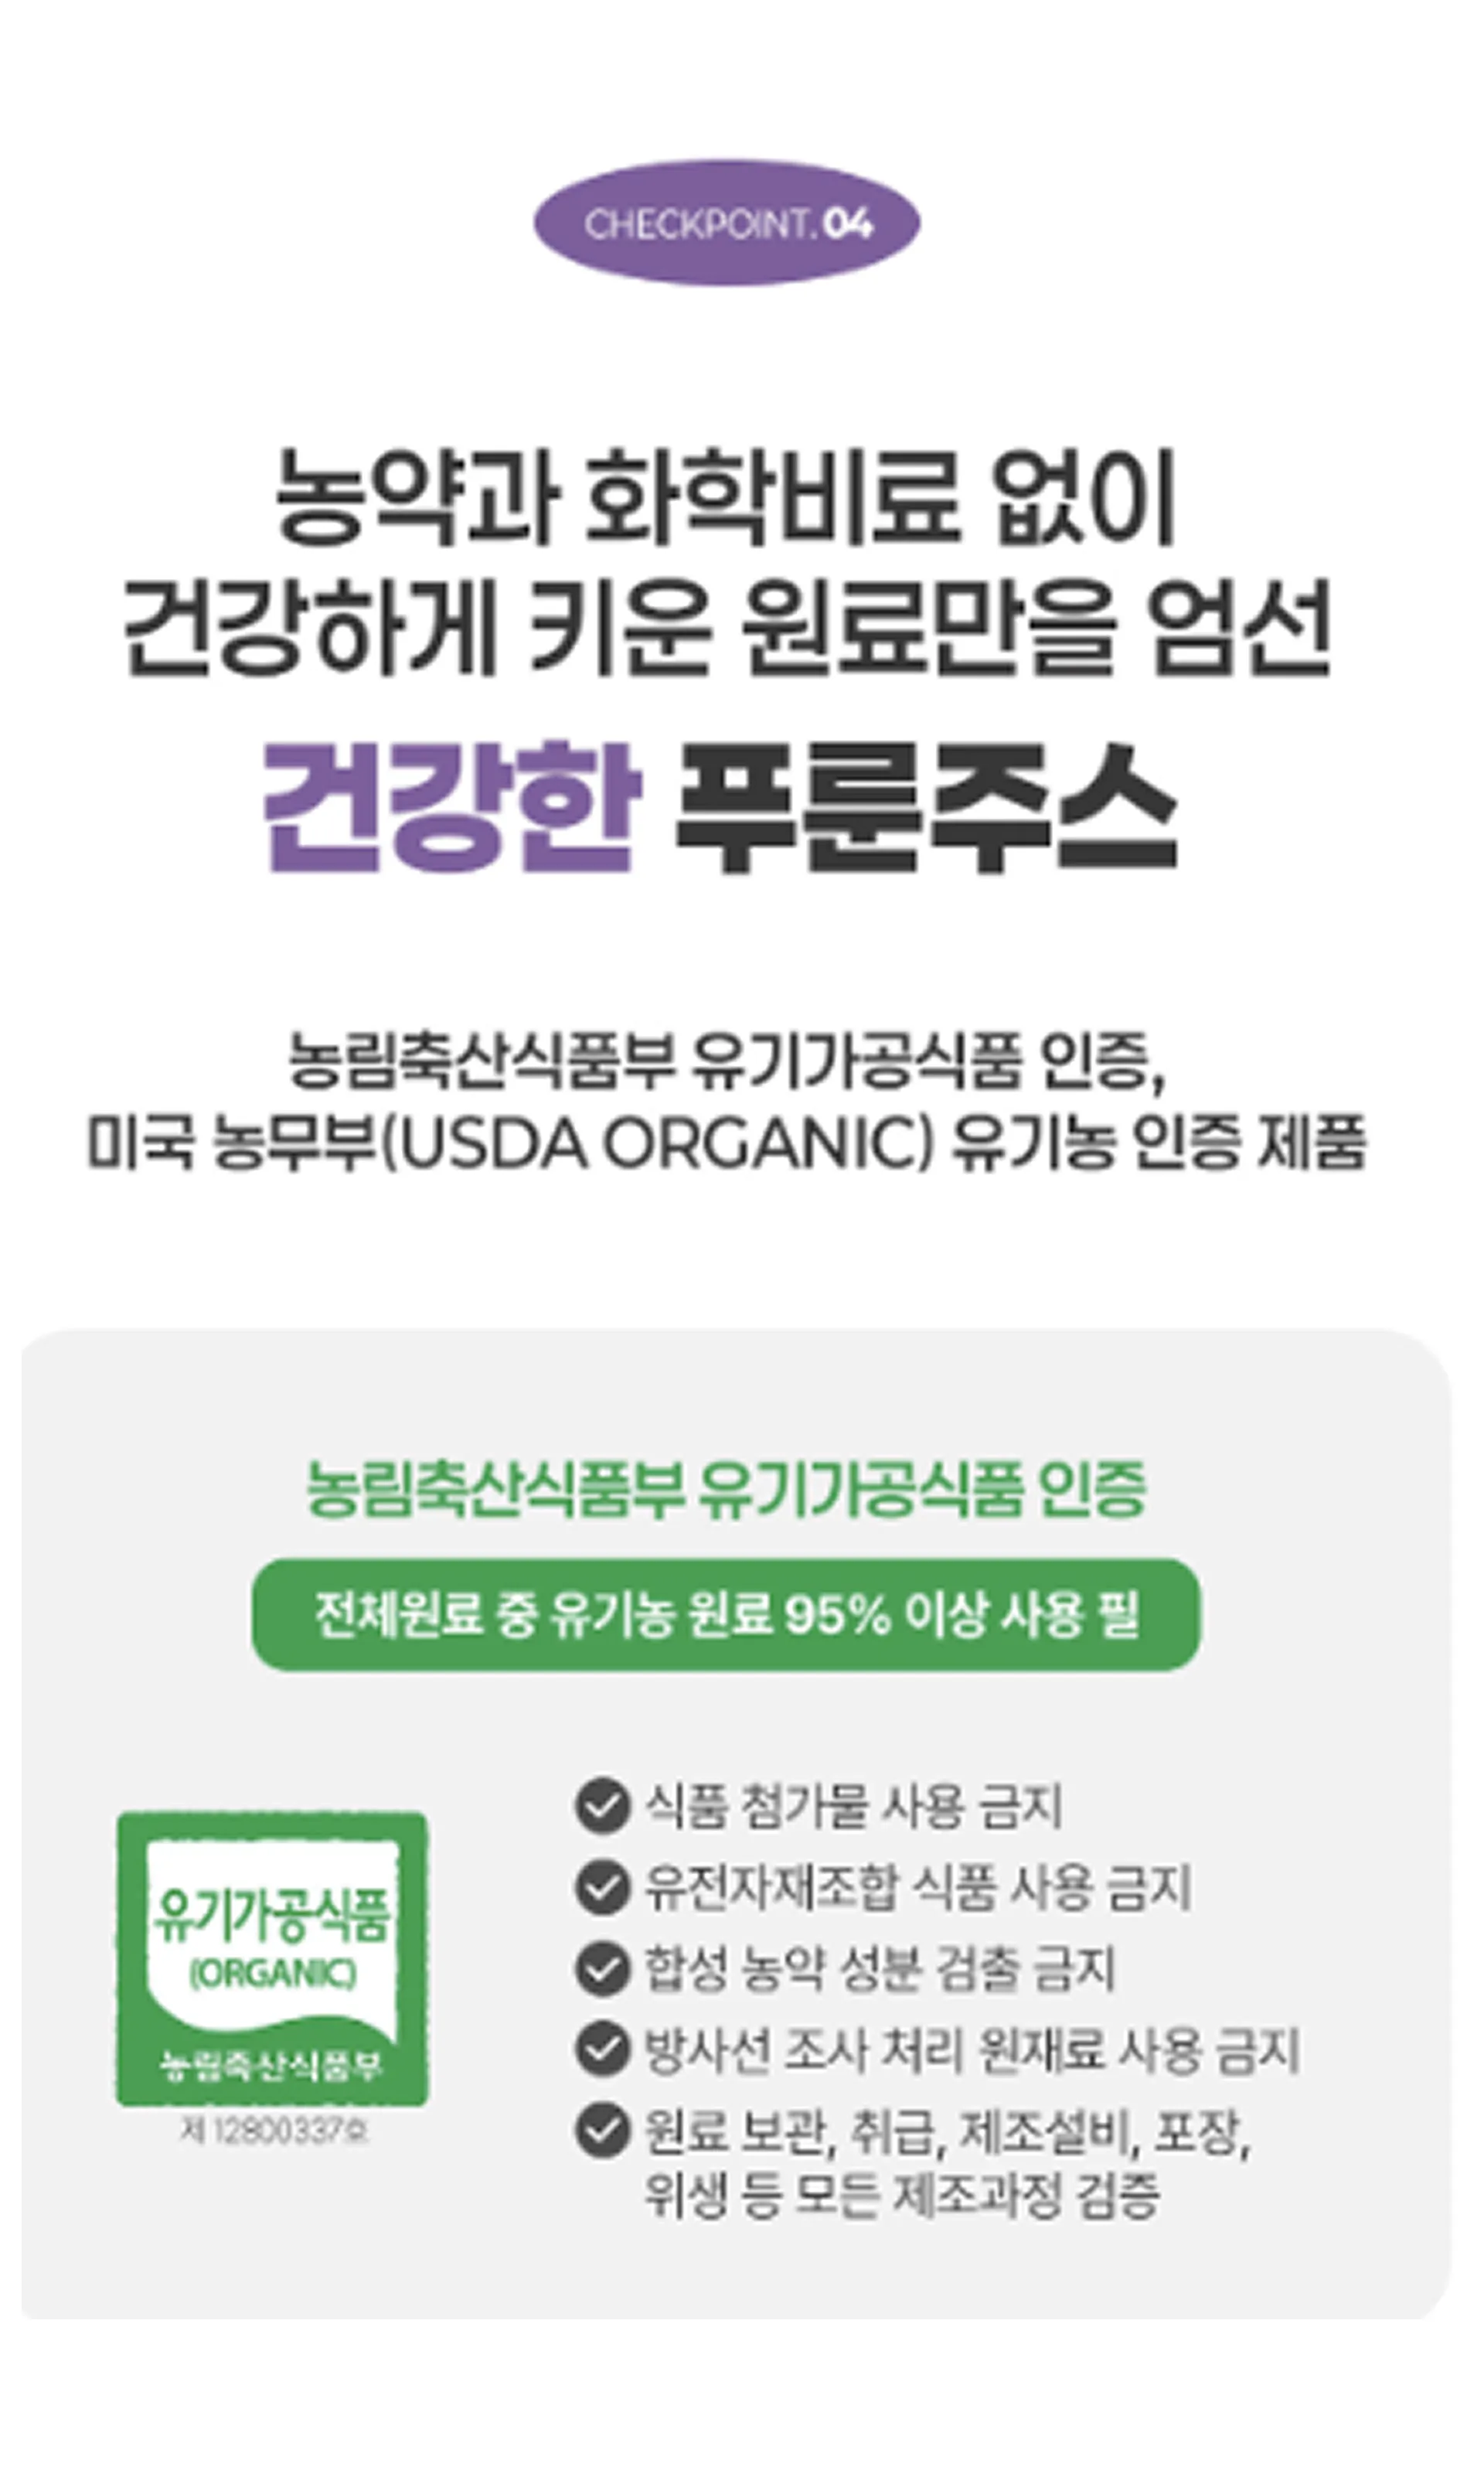 CHECKPOINT.04
농약과 화학비료 없이
건강하게 키운 원료만을 엄선
건강한 푸룬주스
농림축산식품부 유기가공식품 인증,
미국 농무부(USDA ORGANIC) 유기농 인증 제품
농림축산식품부 유기가공식품 인증
전체원료 중 유기농 원료 95% 이상 사용 필
유기가공식품
(ORGANIC)
농림축산식품부
제 12800337호
식품 첨가물 사용 금지
유전자재조합 식품 사용 금지
합성 농약 성분 검출 금지
방사선 조사 처리 원재료 사용 금지
원료 보관, 취급, 제조설비, 포장,
위생 등 모든 제조과정 검증